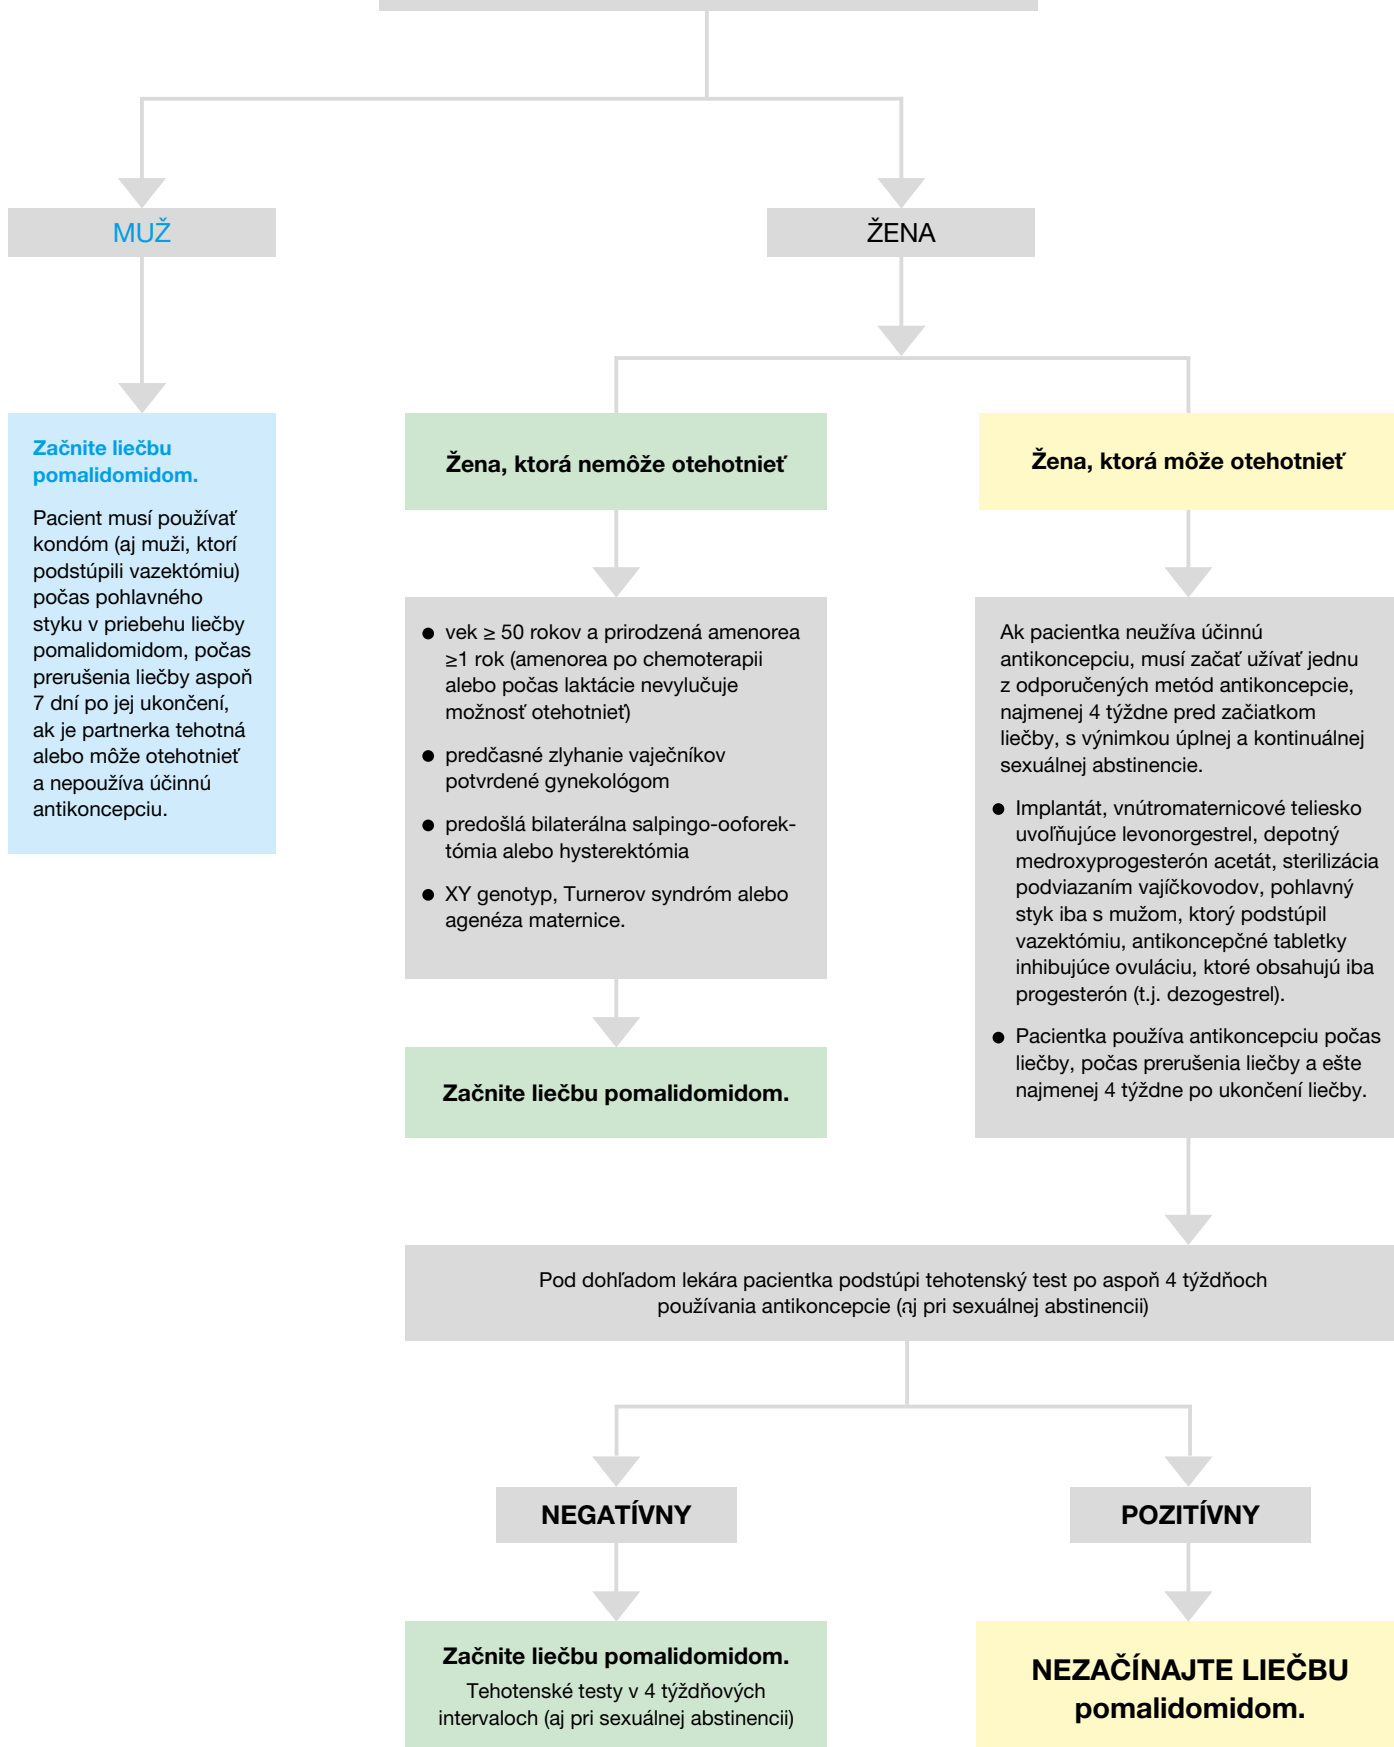 MUŽ
ŽENA
Začnite liečbu
pomalidomidom.
Pacient musí používať
kondóm (aj muži, ktorí
podstúpili vazektómiu)
počas pohlavného
styku v priebehu liečby
pomalidomidom, počas
prerušenia liečby aspoň
7 dní po jej ukončení,
ak je partnerka tehotná
alebo môže otehotnieť
a nepoužíva účinnú
antikoncepciu.
Žena, ktorá nemôže otehotnieť
● vek ≥ 50 rokov a prirodzená amenorea
≥1 rok (amenorea po chemoterapii
alebo počas laktácie nevylučuje
možnosť otehotnieť)
● predčasné zlyhanie vaječníkov
potvrdené gynekológom
● predošlá bilaterálna salpingo-ooforek-
tómia alebo hysterektómia
● XY genotyp, Turnerov syndróm alebo
agenéza maternice.
Začnite liečbu pomalidomidom.
Žena, ktorá môže otehotnieť
Ak pacientka neužíva účinnú
antikoncepciu, musí začať užívať jednu
z odporučených metód antikoncepcie,
najmenej 4 týždne pred začiatkom
liečby, s výnimkou úplnej a kontinuálnej
sexuálnej abstinencie.
● Implantát, vnútromaternicové teliesko
uvoľňujúce levonorgestrel, depotný
medroxyprogesterón acetát, sterilizácia
podviazaním vajíčkovodov, pohlavný
styk iba s mužom, ktorý podstúpil
vazektómiu, antikoncepčné tabletky
inhibujúce ovuláciu, ktoré obsahujú iba
progesterón (t.j. dezogestrel).
● Pacientka používa antikoncepciu počas
liečby, počas prerušenia liečby a ešte
najmenej 4 týždne po ukončení liečby.
Pod dohľadom lekára pacientka podstúpi tehotenský test po aspoň 4 týždňoch
používania antikoncepcie (aj pri sexuálnej abstinencii)
NEGATÍVNY
POZITÍVNY
Začnite liečbu pomalidomidom.
Tehotenské testy v 4 týždňových
intervaloch (aj pri sexuálnej abstinencii)
NEZAČÍNAJTE LIEČBU
pomalidomidom.